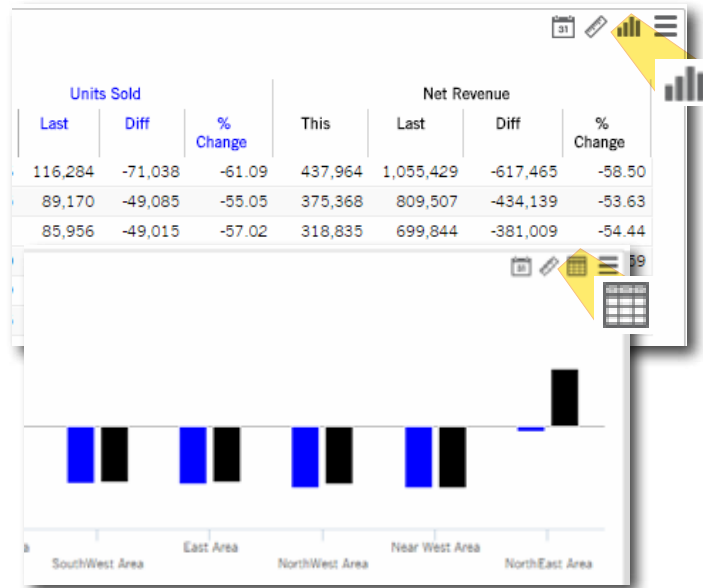 31
Units Sold Net Revenue
Last Diff % Change This Last Diff % Change
116,284 -71,038 -61.09 437,964 1,055,429 -617,465 -58.50
89,170 -49,085 -55.05 375,368 809,507 -434,139 -53.63
85,956 -49,015 -57.02 318,835 699,844 -381,009 -54.44
59
31
East Area Near West Area
SouthWest Area NorthWest Area NorthEast Area